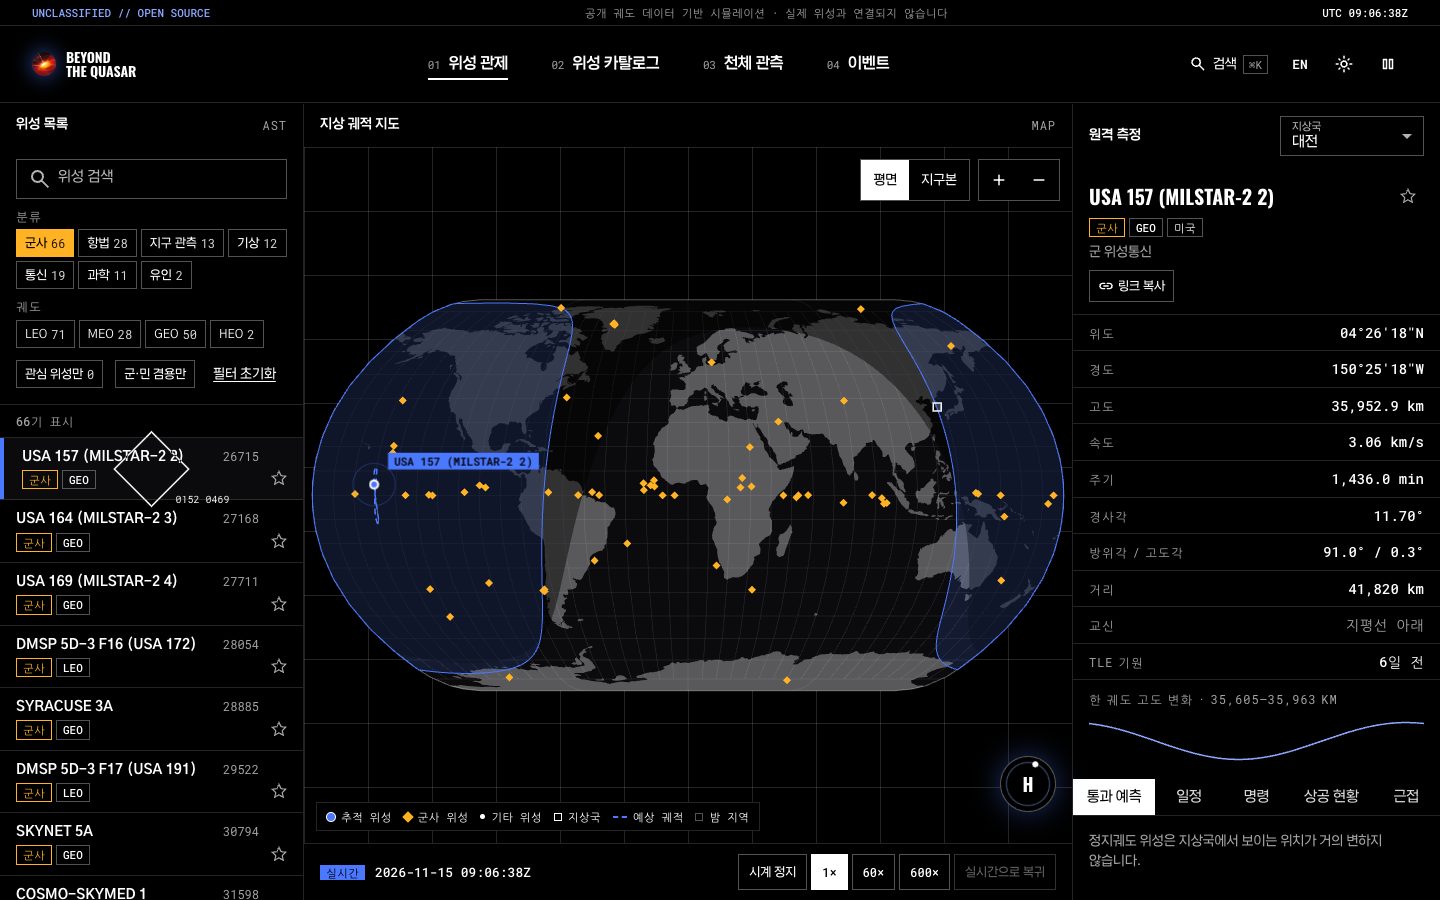 UNCLASSIFIED // OPEN SOURCE
공개 궤도 데이터 기반 시뮬레이션 · 실제 위성과 연결되지 않습니다
UTC 09:06:38Z
BEYOND
THE QUASAR
01 위성 관제
02 위성 카탈로그
03 천체 관측
04 이벤트
검색 ⌘K
EN
위성 목록
AST
위성 검색
분류
군사 66
항법 28
지구 관측 13
기상 12
통신 19
과학 11
유인 2
궤도
LEO 71
MEO 28
GEO 50
HEO 2
관심 위성만 0
군·민 겸용만
필터 초기화
66기 표시
USA 157 (MILSTAR-2 2)
26715
군사
GEO
0152 0469
USA 164 (MILSTAR-2 3)
27168
군사
GEO
USA 169 (MILSTAR-2 4)
27711
군사
GEO
DMSP 5D-3 F16 (USA 172)
28054
군사
LEO
SYRACUSE 3A
28885
군사
GEO
DMSP 5D-3 F17 (USA 191)
29522
군사
LEO
SKYNET 5A
30794
군사
GEO
COSMO-SKYMED 1
31598
지상 궤적 지도
MAP
평면
지구본
+
−
USA 157 (MILSTAR-2 2)
H
추적 위성
군사 위성
기타 위성
지상국
예상 궤적
밤 지역
실시간
2026-11-15 09:06:38Z
시계 정지
1×
60×
600×
실시간으로 복귀
원격 측정
지상국
대전
USA 157 (MILSTAR-2 2)
군사
GEO
미국
군 위성통신
링크 복사
위도
04°26'18"N
경도
150°25'18"W
고도
35,952.9 km
속도
3.06 km/s
주기
1,436.0 min
경사각
11.70°
방위각 / 고도각
91.0° / 0.3°
거리
41,820 km
교신
지평선 아래
TLE 기원
6일 전
한 궤도 고도 변화 · 35,605–35,963 KM
통과 예측
일정
명령
상공 현황
근접
정지궤도 위성은 지상국에서 보이는 위치가 거의 변하지
않습니다.